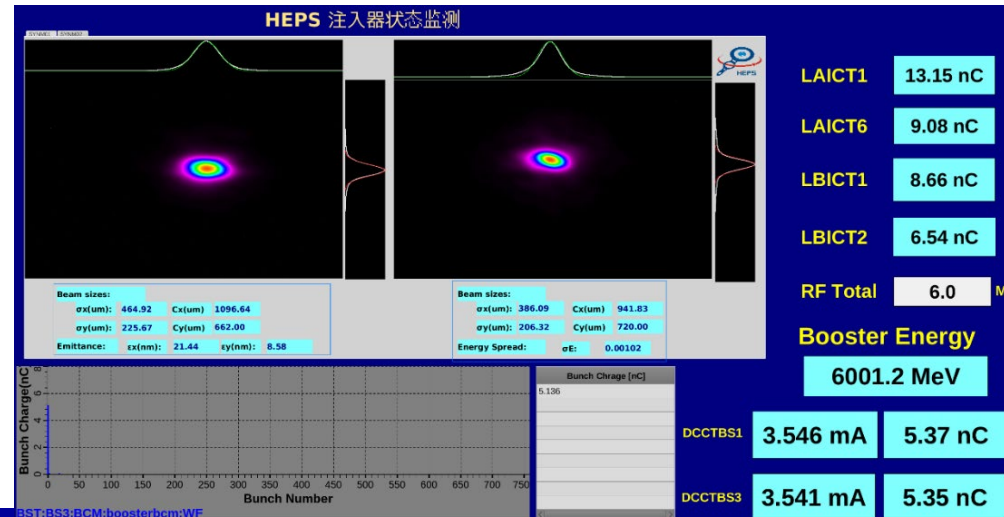 HEPS 注入器状态监测
SYNM01 SYNM02
HEPS
Beam sizes:
σx(um): 464.92 Cx(um) 1096.64
σy(um): 225.67 Cy(um) 662.00
Emittance: εx(nm): 21.44 εy(nm): 8.58
Beam sizes:
σx(um): 386.09 Cx(um) 941.83
σy(um): 206.32 Cy(um) 720.00
Energy Spread: σE: 0.00102
LAICT1 13.15 nC
LAICT6 9.08 nC
LBICT1 8.66 nC
LBICT2 6.54 nC
RF Total 6.0
Booster Energy
6001.2 MeV
Bunch Charge(nC)
8
6
4
2
0
0 50 100 150 200 250 300 350 400 450 500 550 600 650 700 750
Bunch Number
BST:BS3:BCM:boosterbcm:WF
Bunch Chrage [nC]
5.136
DCCTBS1 3.546 mA 5.37 nC
DCCTBS3 3.541 mA 5.35 nC